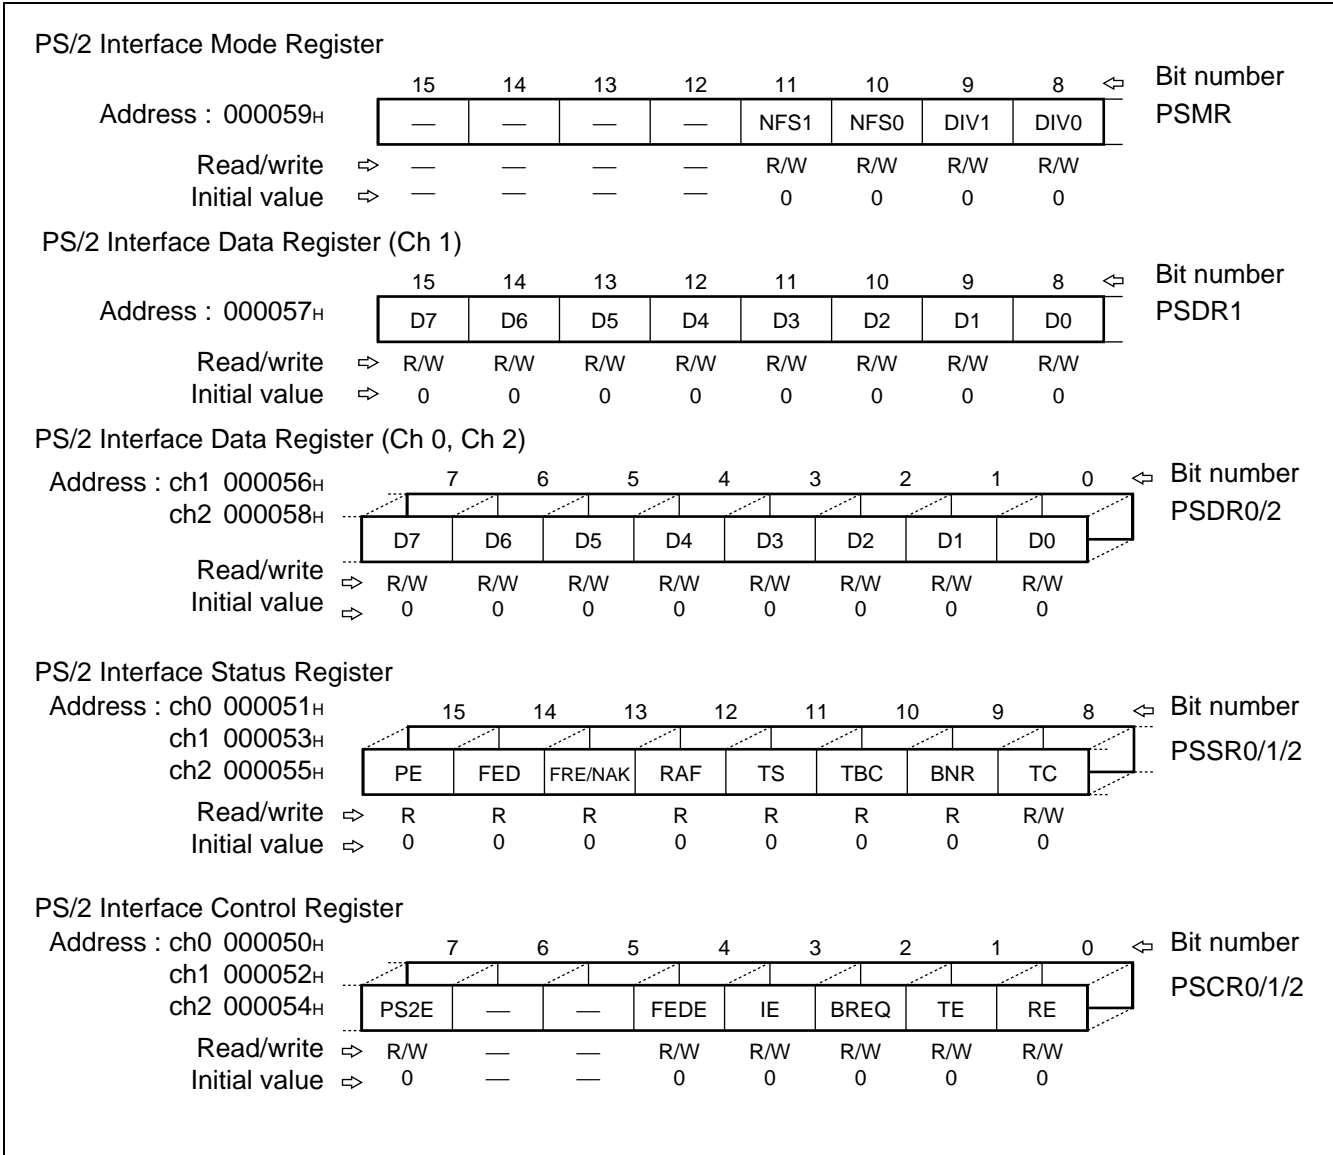 PS/2 Interface Mode Register
15 14 13 12 11 10 9 8 ⇦ Bit number
Address : 000059H — — — — NFS1 NFS0 DIV1 DIV0 PSMR
Read/write ⇨ — — — — R/W R/W R/W R/W
Initial value ⇨ — — — — 0 0 0 0
PS/2 Interface Data Register (Ch 1)
15 14 13 12 11 10 9 8 ⇦ Bit number
Address : 000057H D7 D6 D5 D4 D3 D2 D1 D0 PSDR1
Read/write ⇨ R/W R/W R/W R/W R/W R/W R/W R/W
Initial value ⇨ 0 0 0 0 0 0 0 0
PS/2 Interface Data Register (Ch 0, Ch 2)
Address : ch1 000056H 7 6 5 4 3 2 1 0 ⇦ Bit number
ch2 000058H PSDR0/2
D7 D6 D5 D4 D3 D2 D1 D0
Read/write ⇨ R/W R/W R/W R/W R/W R/W R/W R/W
Initial value ⇨ 0 0 0 0 0 0 0 0
PS/2 Interface Status Register
Address : ch0 000051H 15 14 13 12 11 10 9 8 ⇦ Bit number
ch1 000053H PSSR0/1/2
ch2 000055H PE FED FRE/NAK RAF TS TBC BNR TC
Read/write ⇨ R R R R R R R R/W
Initial value ⇨ 0 0 0 0 0 0 0 0
PS/2 Interface Control Register
Address : ch0 000050H 7 6 5 4 3 2 1 0 ⇦ Bit number
ch1 000052H PSCR0/1/2
ch2 000054H PS2E — — FEDE IE BREQ TE RE
Read/write ⇨ R/W — — R/W R/W R/W R/W R/W
Initial value ⇨ 0 — — 0 0 0 0 0